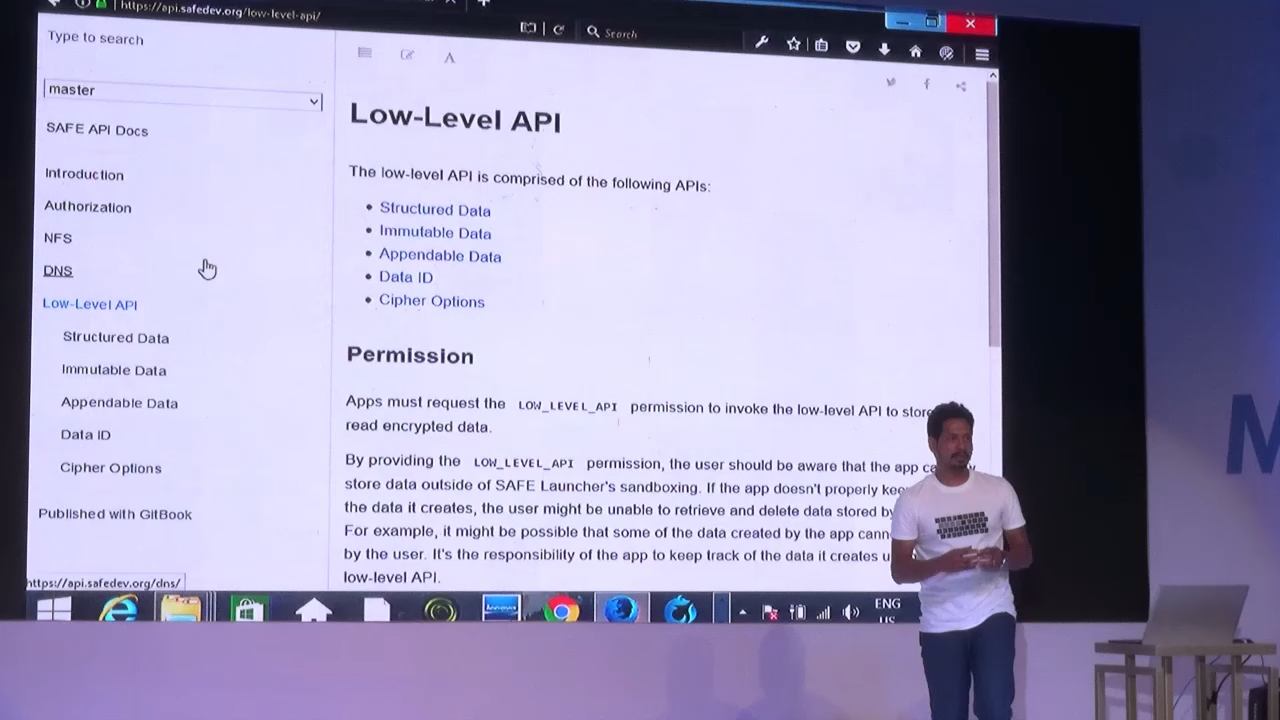 https://api.safedev.org/low-level-api/
Search
Type to search
master
SAFE API Docs
Introduction
Authorization
NFS
DNS
Low-Level API
Structured Data
Immutable Data
Appendable Data
Data ID
Cipher Options
Published with GitBook
https://api.safedev.org/dns/
A
Low-Level API
The low-level API is comprised of the following APIs:
• Structured Data
• Immutable Data
• Appendable Data
• Data ID
• Cipher Options
Permission
Apps must request the LOW_LEVEL_API permission to invoke the low-level API to
read encrypted data.
By providing the LOW_LEVEL_API permission, the user should be aware that the app
store data outside of SAFE Launcher's sandboxing. If the app doesn't properly
the data it creates, the user might be unable to retrieve and delete data stored
For example, it might be possible that some of the data created by the app
by the user. It's the responsibility of the app to keep track of the data it creates
low-level API.
ENG
US
M